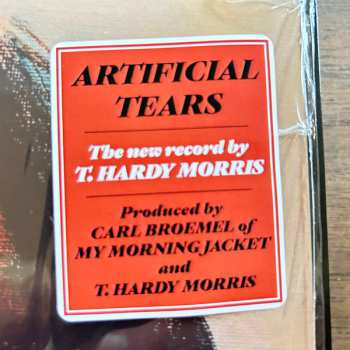 ARTIFICIAL
TEARS
The new record by
T. HARDY MORRIS
Produced by
CARL BROEMEL of
MY MORNING JACKET
and
T. HARDY MORRIS